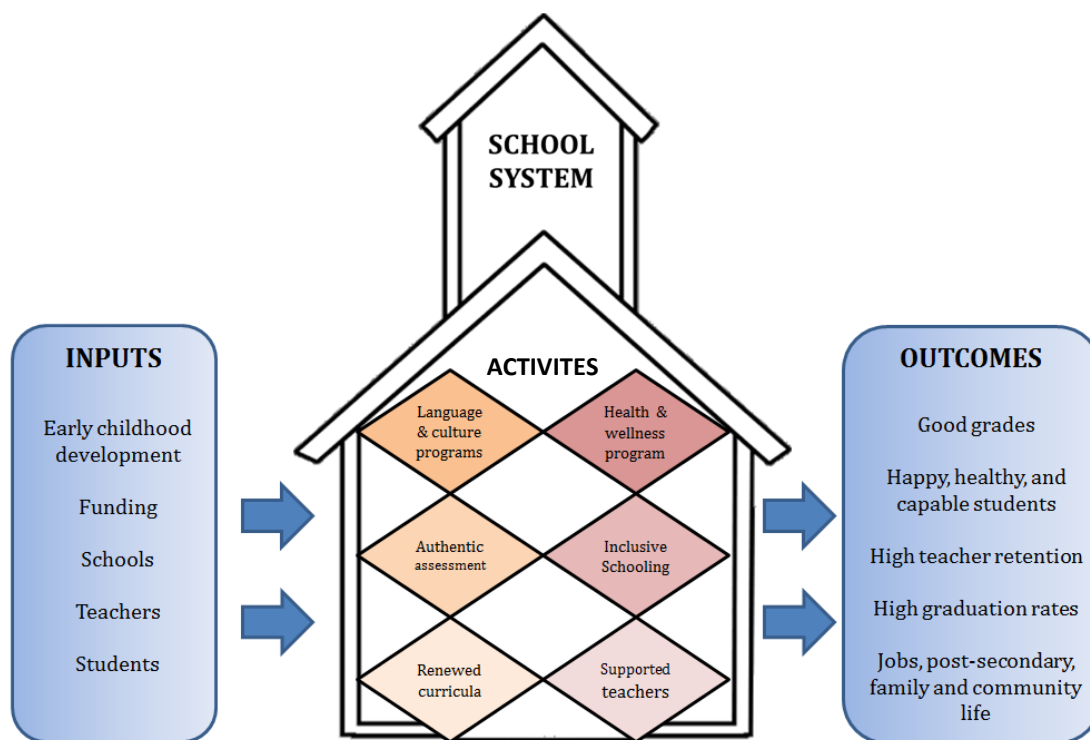 SCHOOL
SYSTEM
INPUTS
Early childhood
development
Funding
Schools
Teachers
Students
ACTIVITES
Language
& culture
programs
Health &
wellness
program
Authentic
assessment
Inclusive
Schooling
Renewed
curricula
Supported
teachers
OUTCOMES
Good grades
Happy, healthy, and
capable students
High teacher retention
High graduation rates
Jobs, post-secondary,
family and community
life